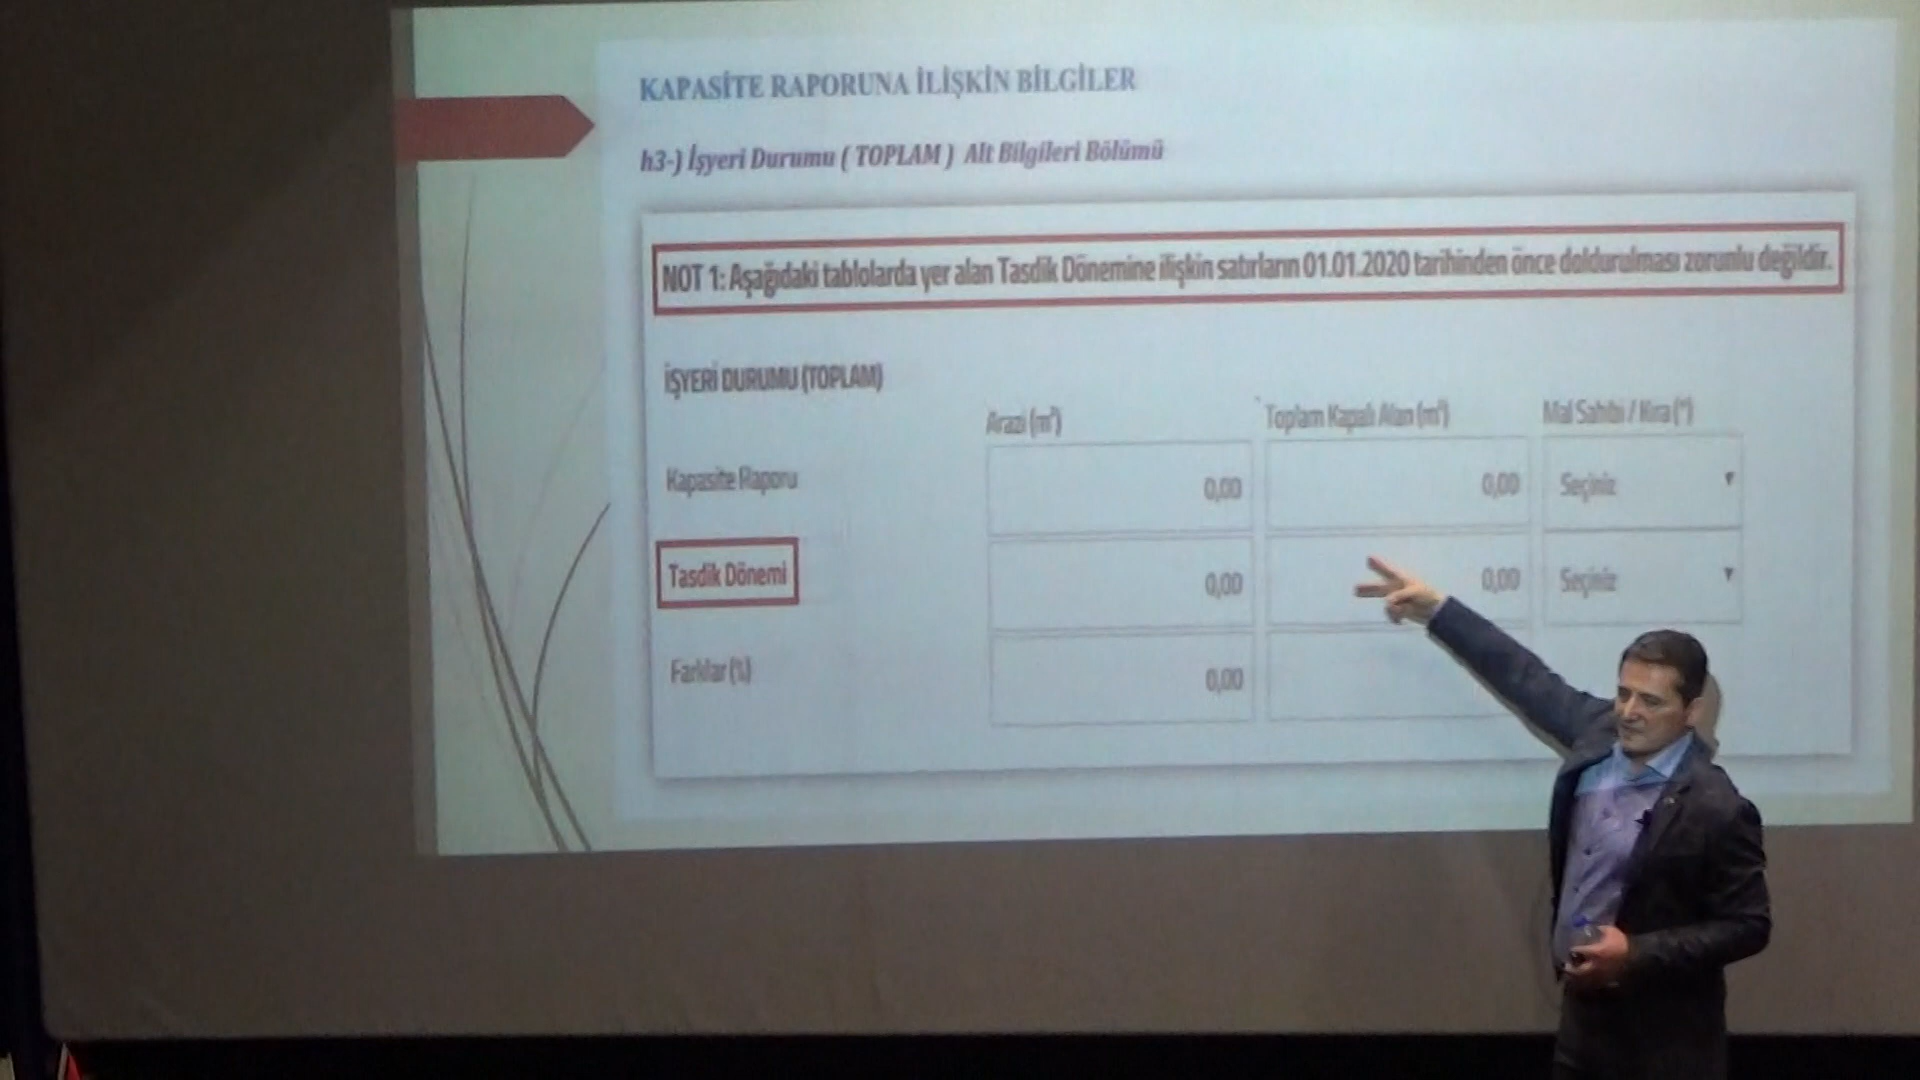 KAPASİTE RAPORUNA İLİŞKİN BİLGİLER
h3-) İşyeri Durumu ( TOPLAM ) Alt Bilgileri Bölümü
NOT 1: Aşağıdaki tablolarda yer alan Tasdik Dönemine ilişkin satırların 01.01.2020 tarihinden önce doldurulması zorunlu değildir.
İŞYERİ DURUMU (TOPLAM)
Arazi (m²) Toplam Kapalı Alan (m²) Mal Sahibi / Kira (*)
Kapasite Raporu 0,00 0,00 Seçiniz
Tasdik Dönemi 0,00 0,00 Seçiniz
Farklar (%) 0,00